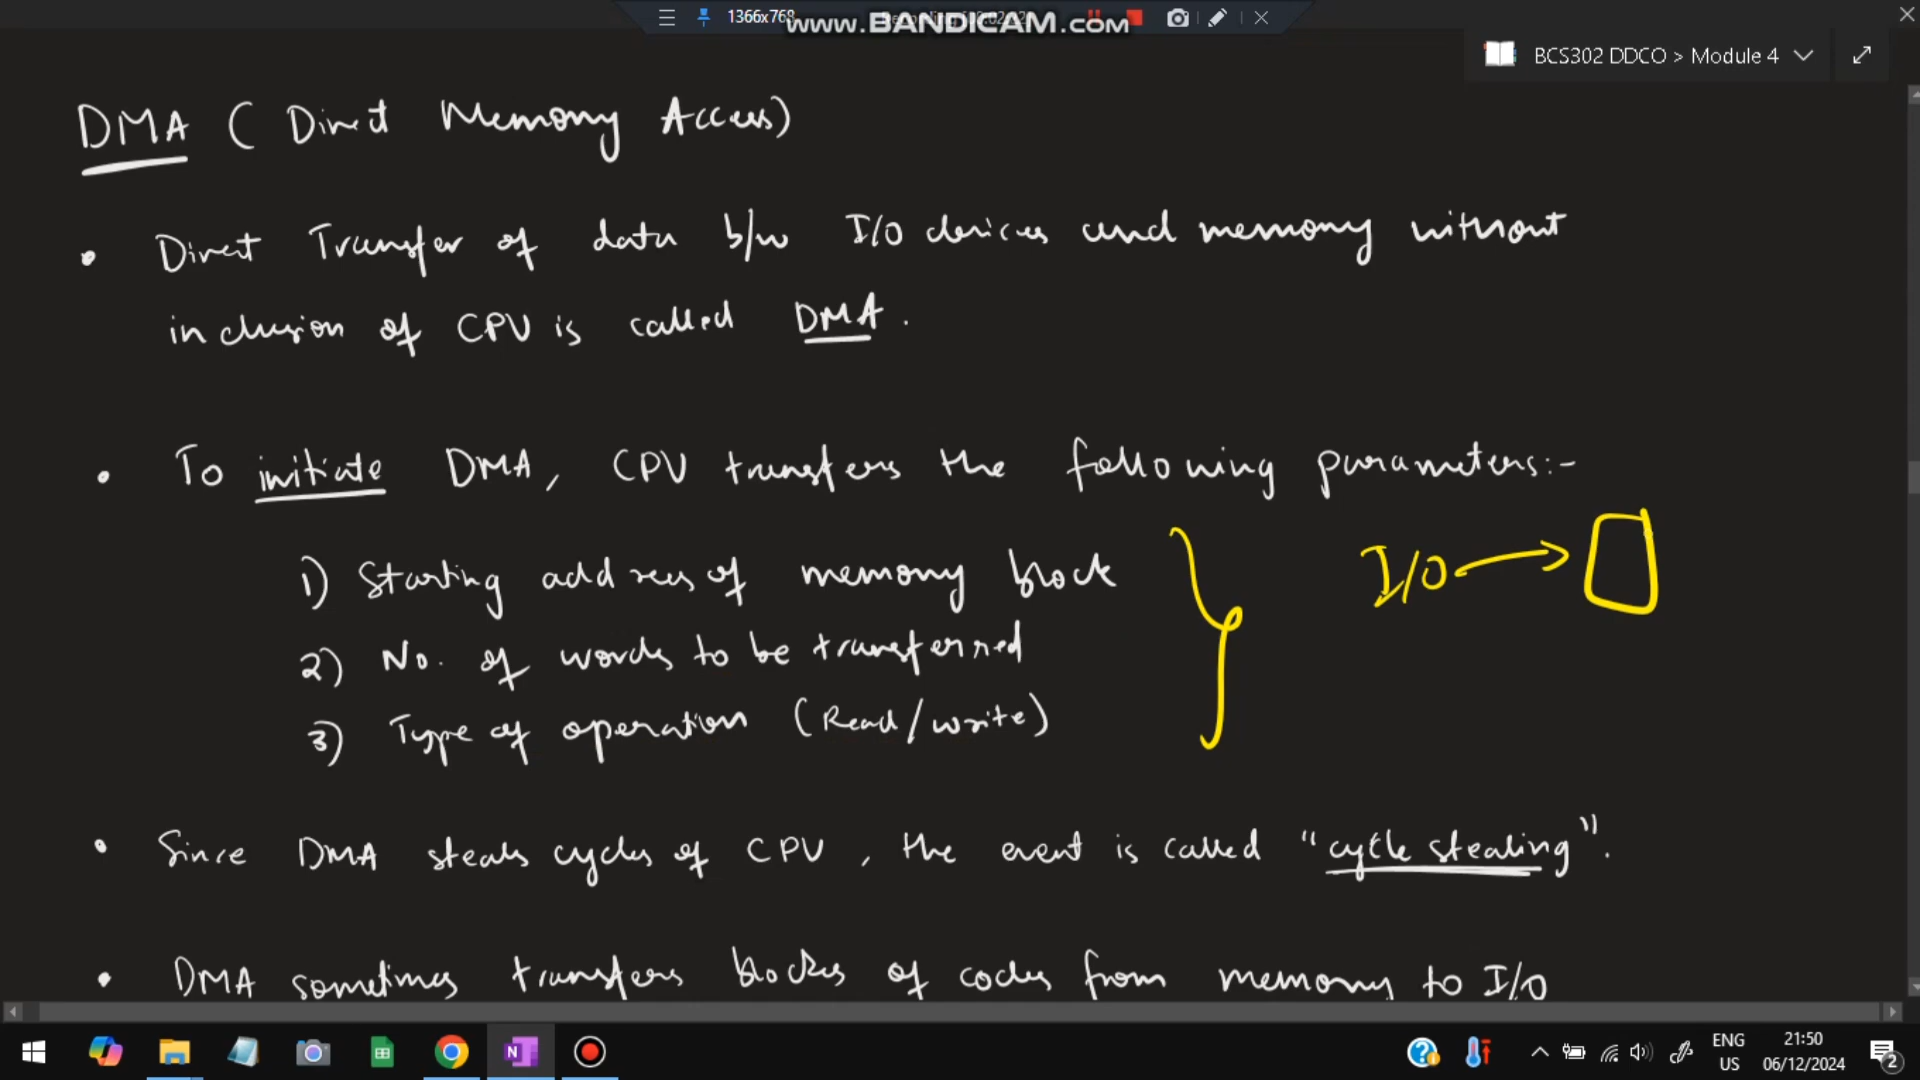 1366x768
www.BANDICAM.com
BCS302 DDCO > Module 4
DMA ( Direct Memory Access)
• Direct Transfer of data b/w I/O devices and memory without
inclusion of CPU is called DMA .
• To initiate DMA, CPU transfers the following parameters:-
1) Starting address of memory block
2) No. of words to be transferred
3) Type of operation (Read/write)
I/O
• Since DMA steals cycles of CPU , the event is called "cycle stealing".
• DMA sometimes transfers blocks of codes from memory to I/O
ENG
US
21:50
06/12/2024
2